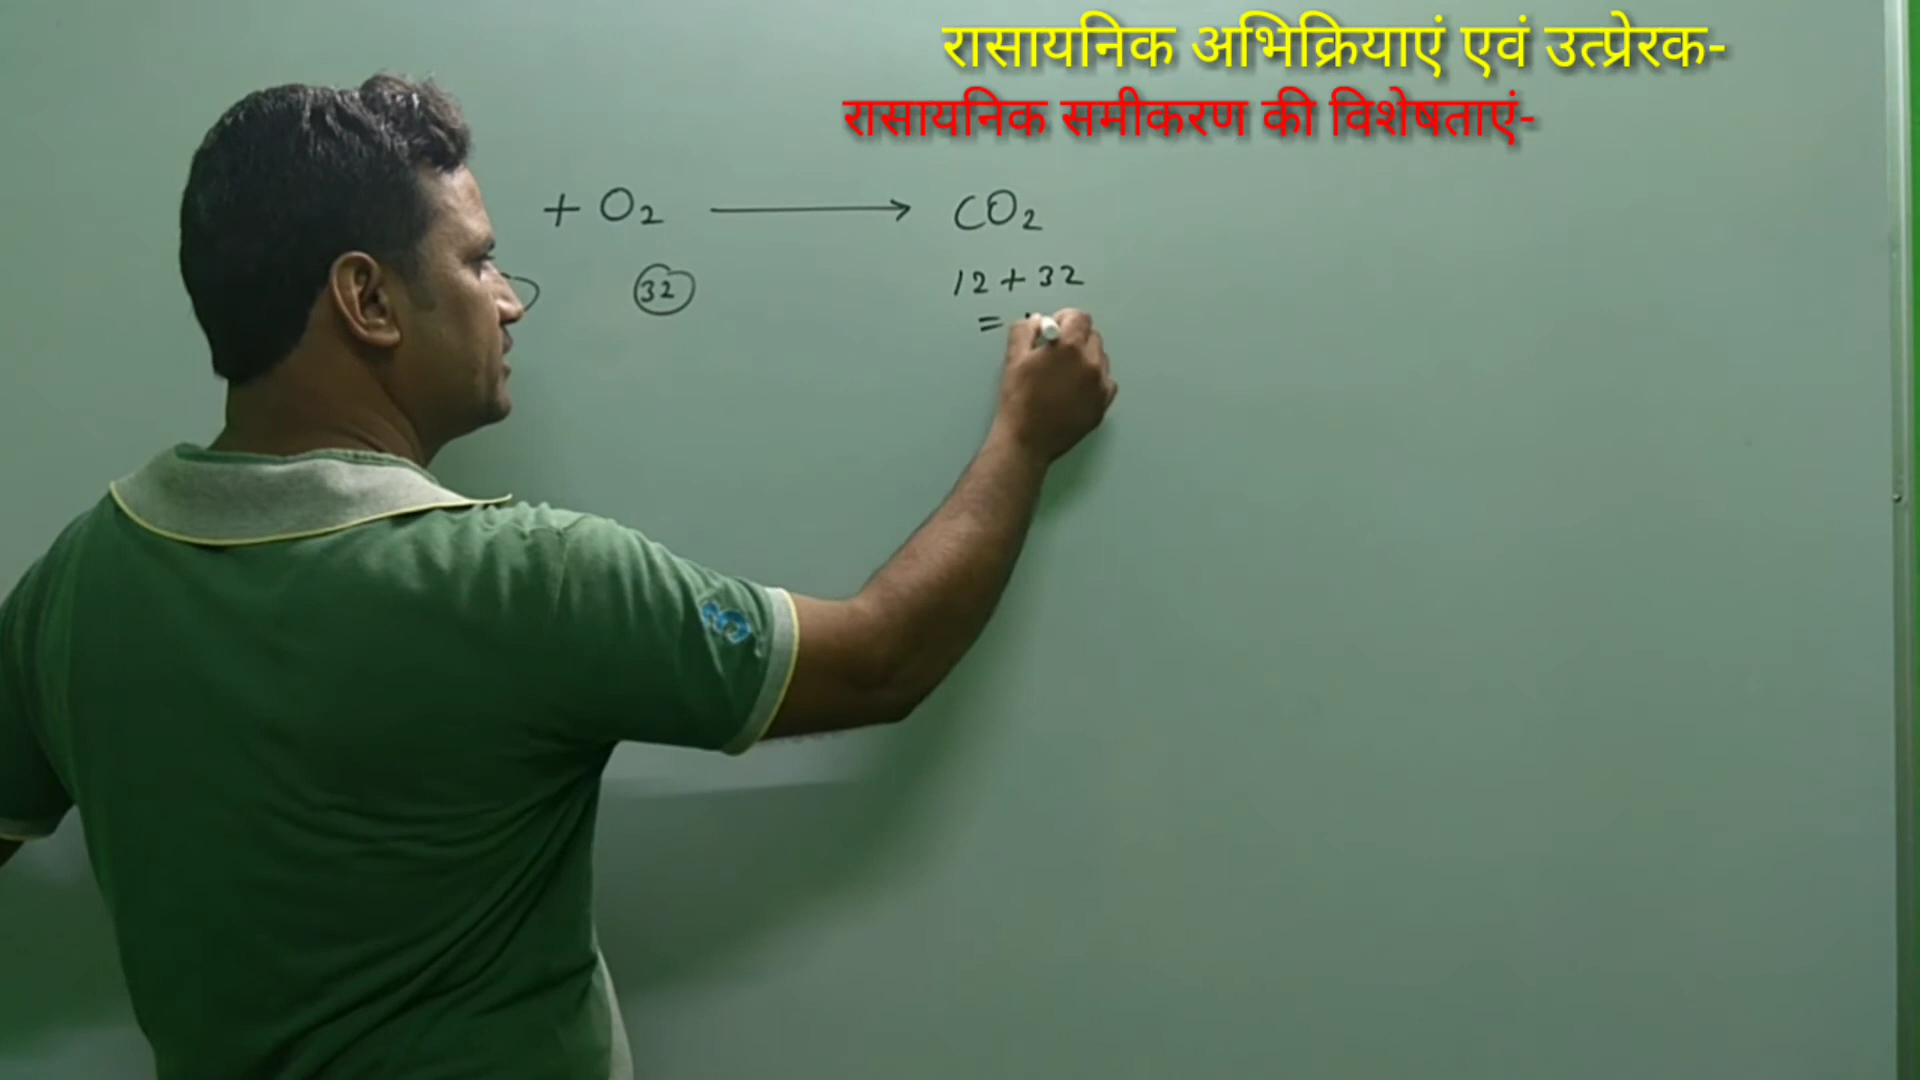 रासायनिक अभिक्रियाएं एवं उत्प्रेरक-
रासायनिक समीकरण की विशेषताएं-
+ O2 → CO2
32 12 + 32
=